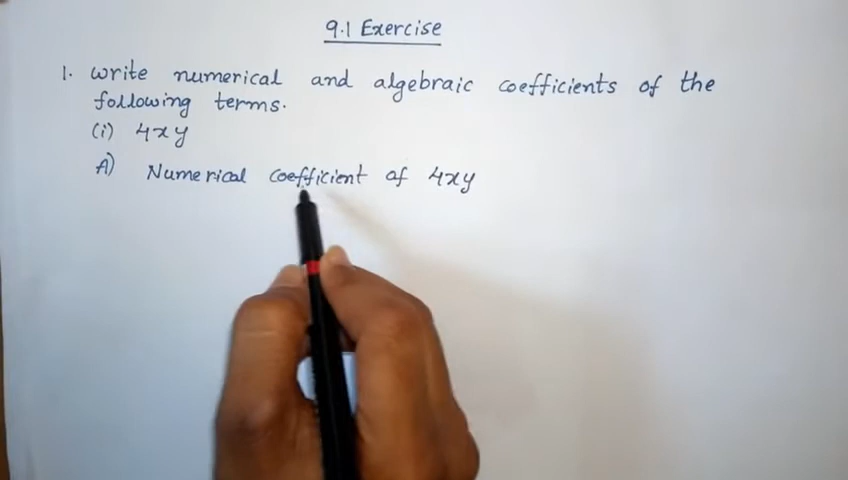 9.1 Exercise
1. Write numerical and algebraic coefficients of the
following terms.
(i) 4xy
A) Numerical coefficient of 4xy